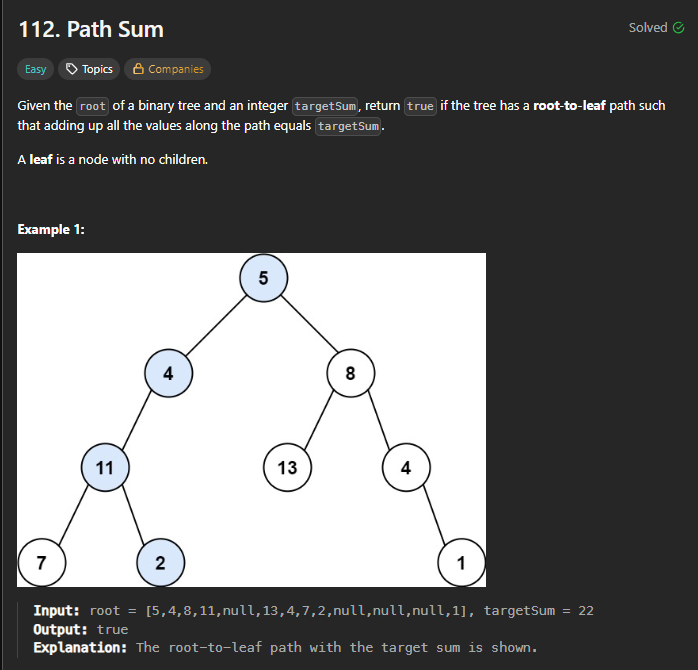 112. Path Sum
Solved
Easy Topics Companies
Given the root of a binary tree and an integer targetSum, return true if the tree has a root-to-leaf path such
that adding up all the values along the path equals targetSum.
A leaf is a node with no children.
Example 1:
5
4 8
11 13 4
7 2 1
Input: root = [5,4,8,11,null,13,4,7,2,null,null,null,1], targetSum = 22
Output: true
Explanation: The root-to-leaf path with the target sum is shown.